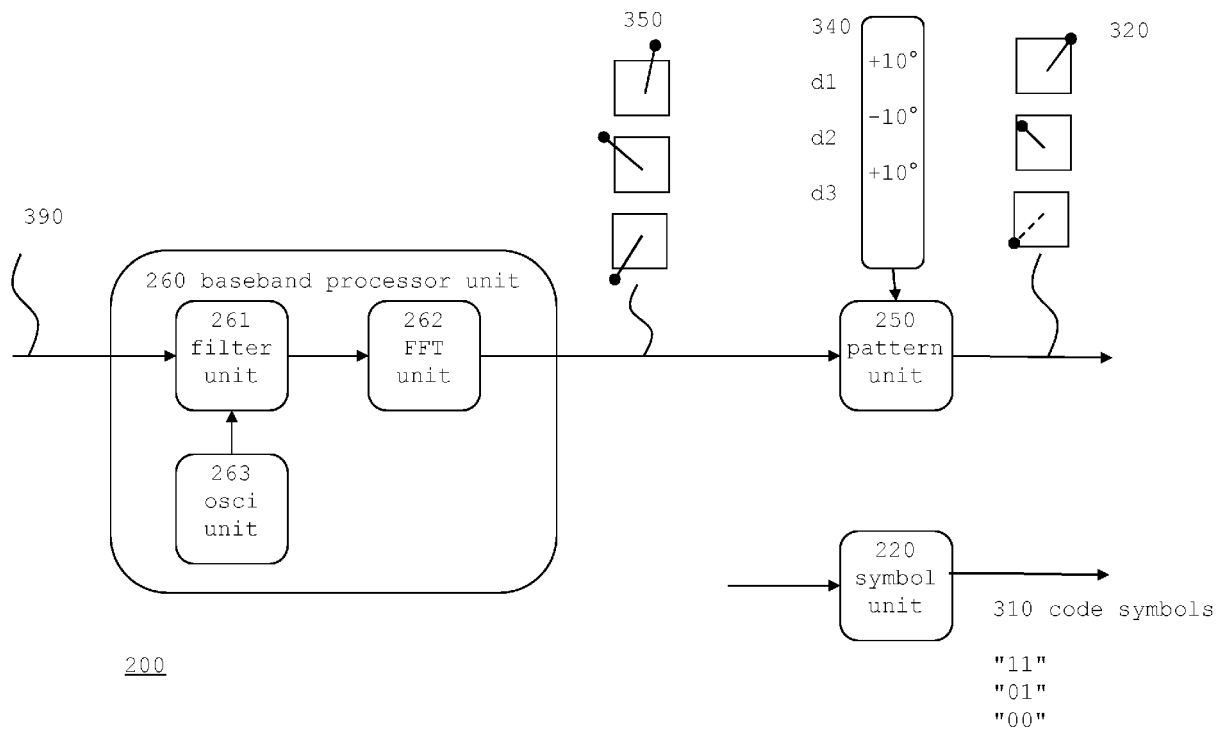 350
340
320
+10°
d1
-10°
d2
+10°
d3
390
260 baseband processor unit
261
filter
unit
262
FFT
unit
250
pattern
unit
263
osci
unit
220
symbol
unit
310 code symbols
200
"11"
"01"
"00"